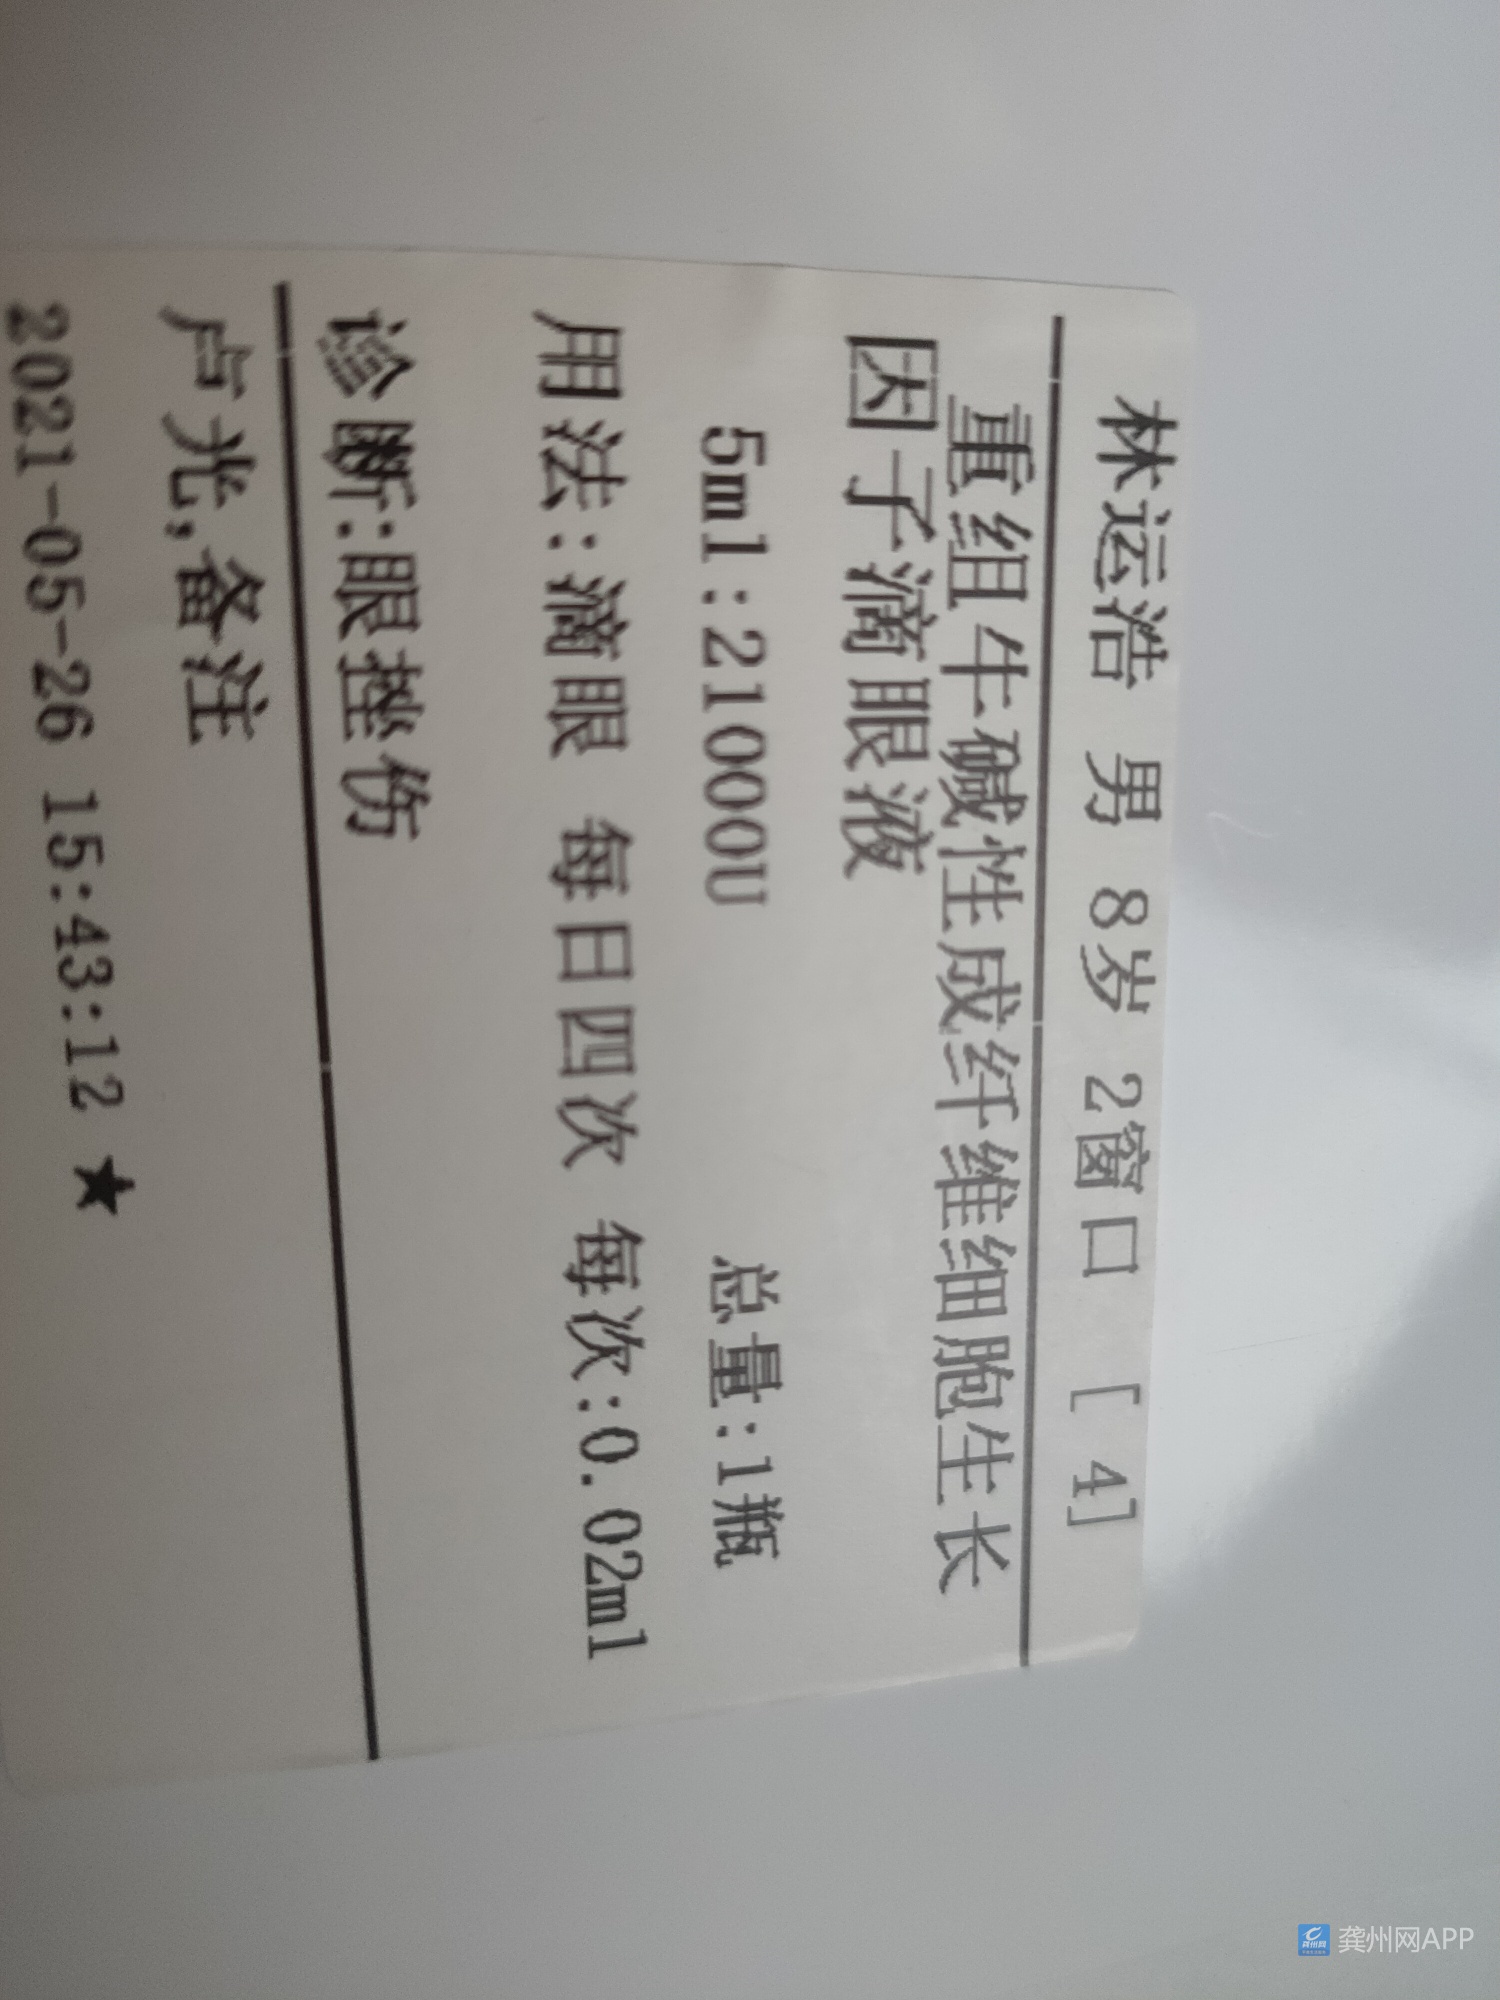 林运浩 男 8岁 2窗口 [ 4]
重组牛碱性成纤维细胞生长
因子滴眼液
5ml:21000U 总量:1瓶
用法:滴眼 每日四次 每次:0.02ml
诊断:眼挫伤
卢光,备注
2021-05-26 15:43:12 ★
龚州网APP